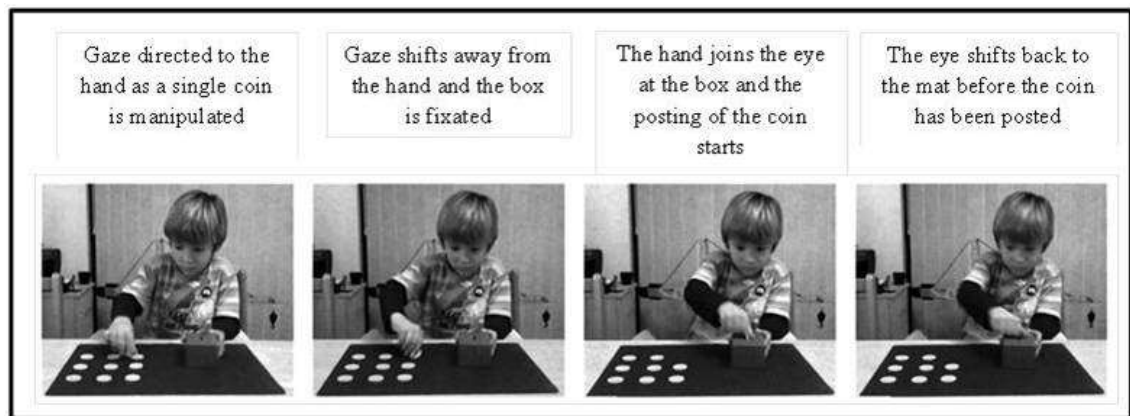 Gaze directed to the
hand as a single coin
is manipulated
Gaze shifts away from
the hand and the box
is fixated
The hand joins the eye
at the box and the
posting of the coin
starts
The eye shifts back to
the mat before the coin
has been posted